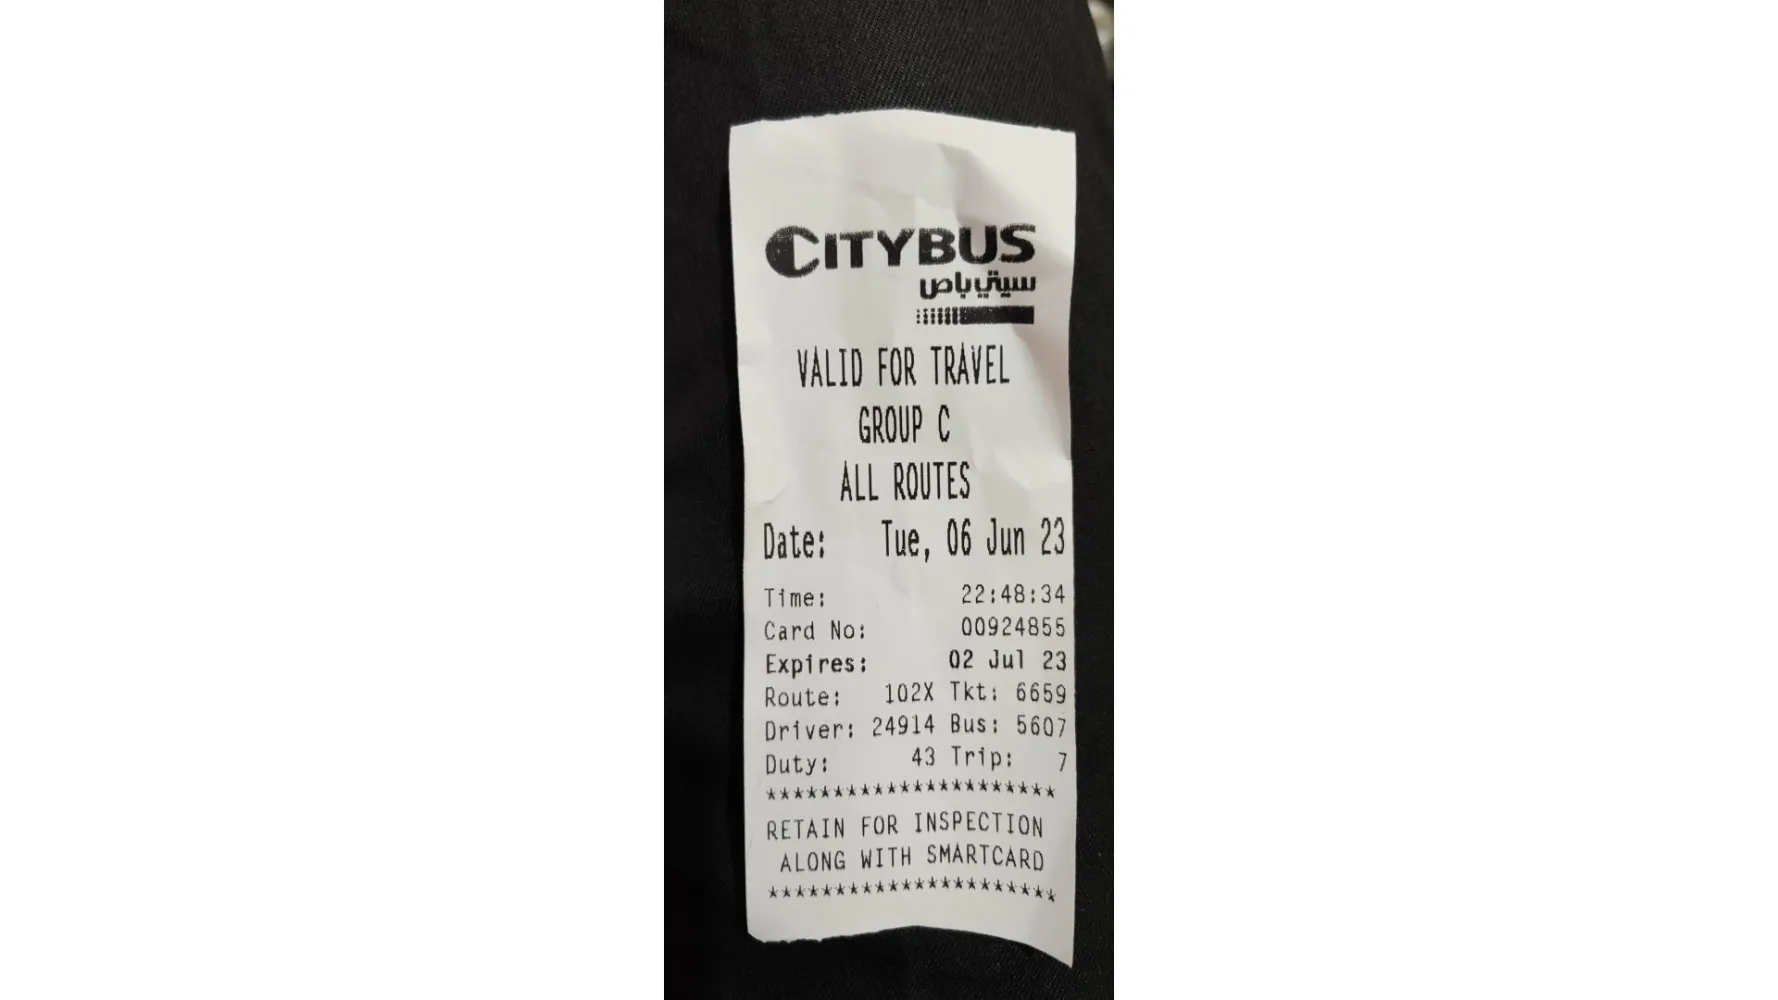 CITYBUS
سيتي باص
VALID FOR TRAVEL
GROUP C
ALL ROUTES
Date: Tue, 06 Jun 23
Time: 22:48:34
Card No: 00924855
Expires: 02 Jul 23
Route: 102X Tkt: 6659
Driver: 24914 Bus: 5607
Duty: 43 Trip: 7
**********************
RETAIN FOR INSPECTION
ALONG WITH SMARTCARD
**********************